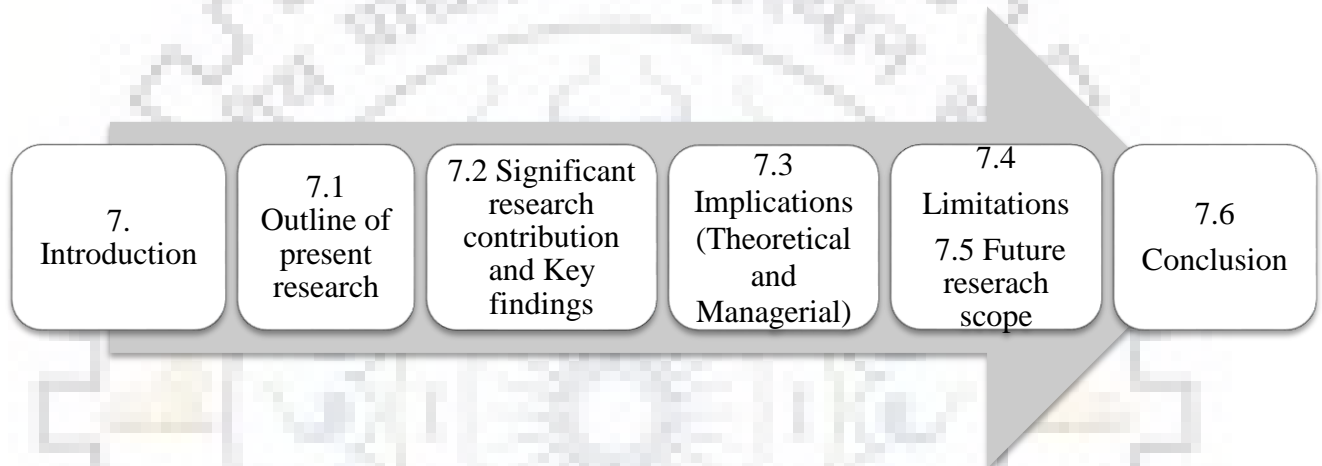 7.
Introduction
7.1
Outline of
present
research
7.2 Significant
research
contribution
and Key
findings
7.3
Implications
(Theoretical
and
Managerial)
7.4
Limitations
7.5 Future
reserach
scope
7.6
Conclusion